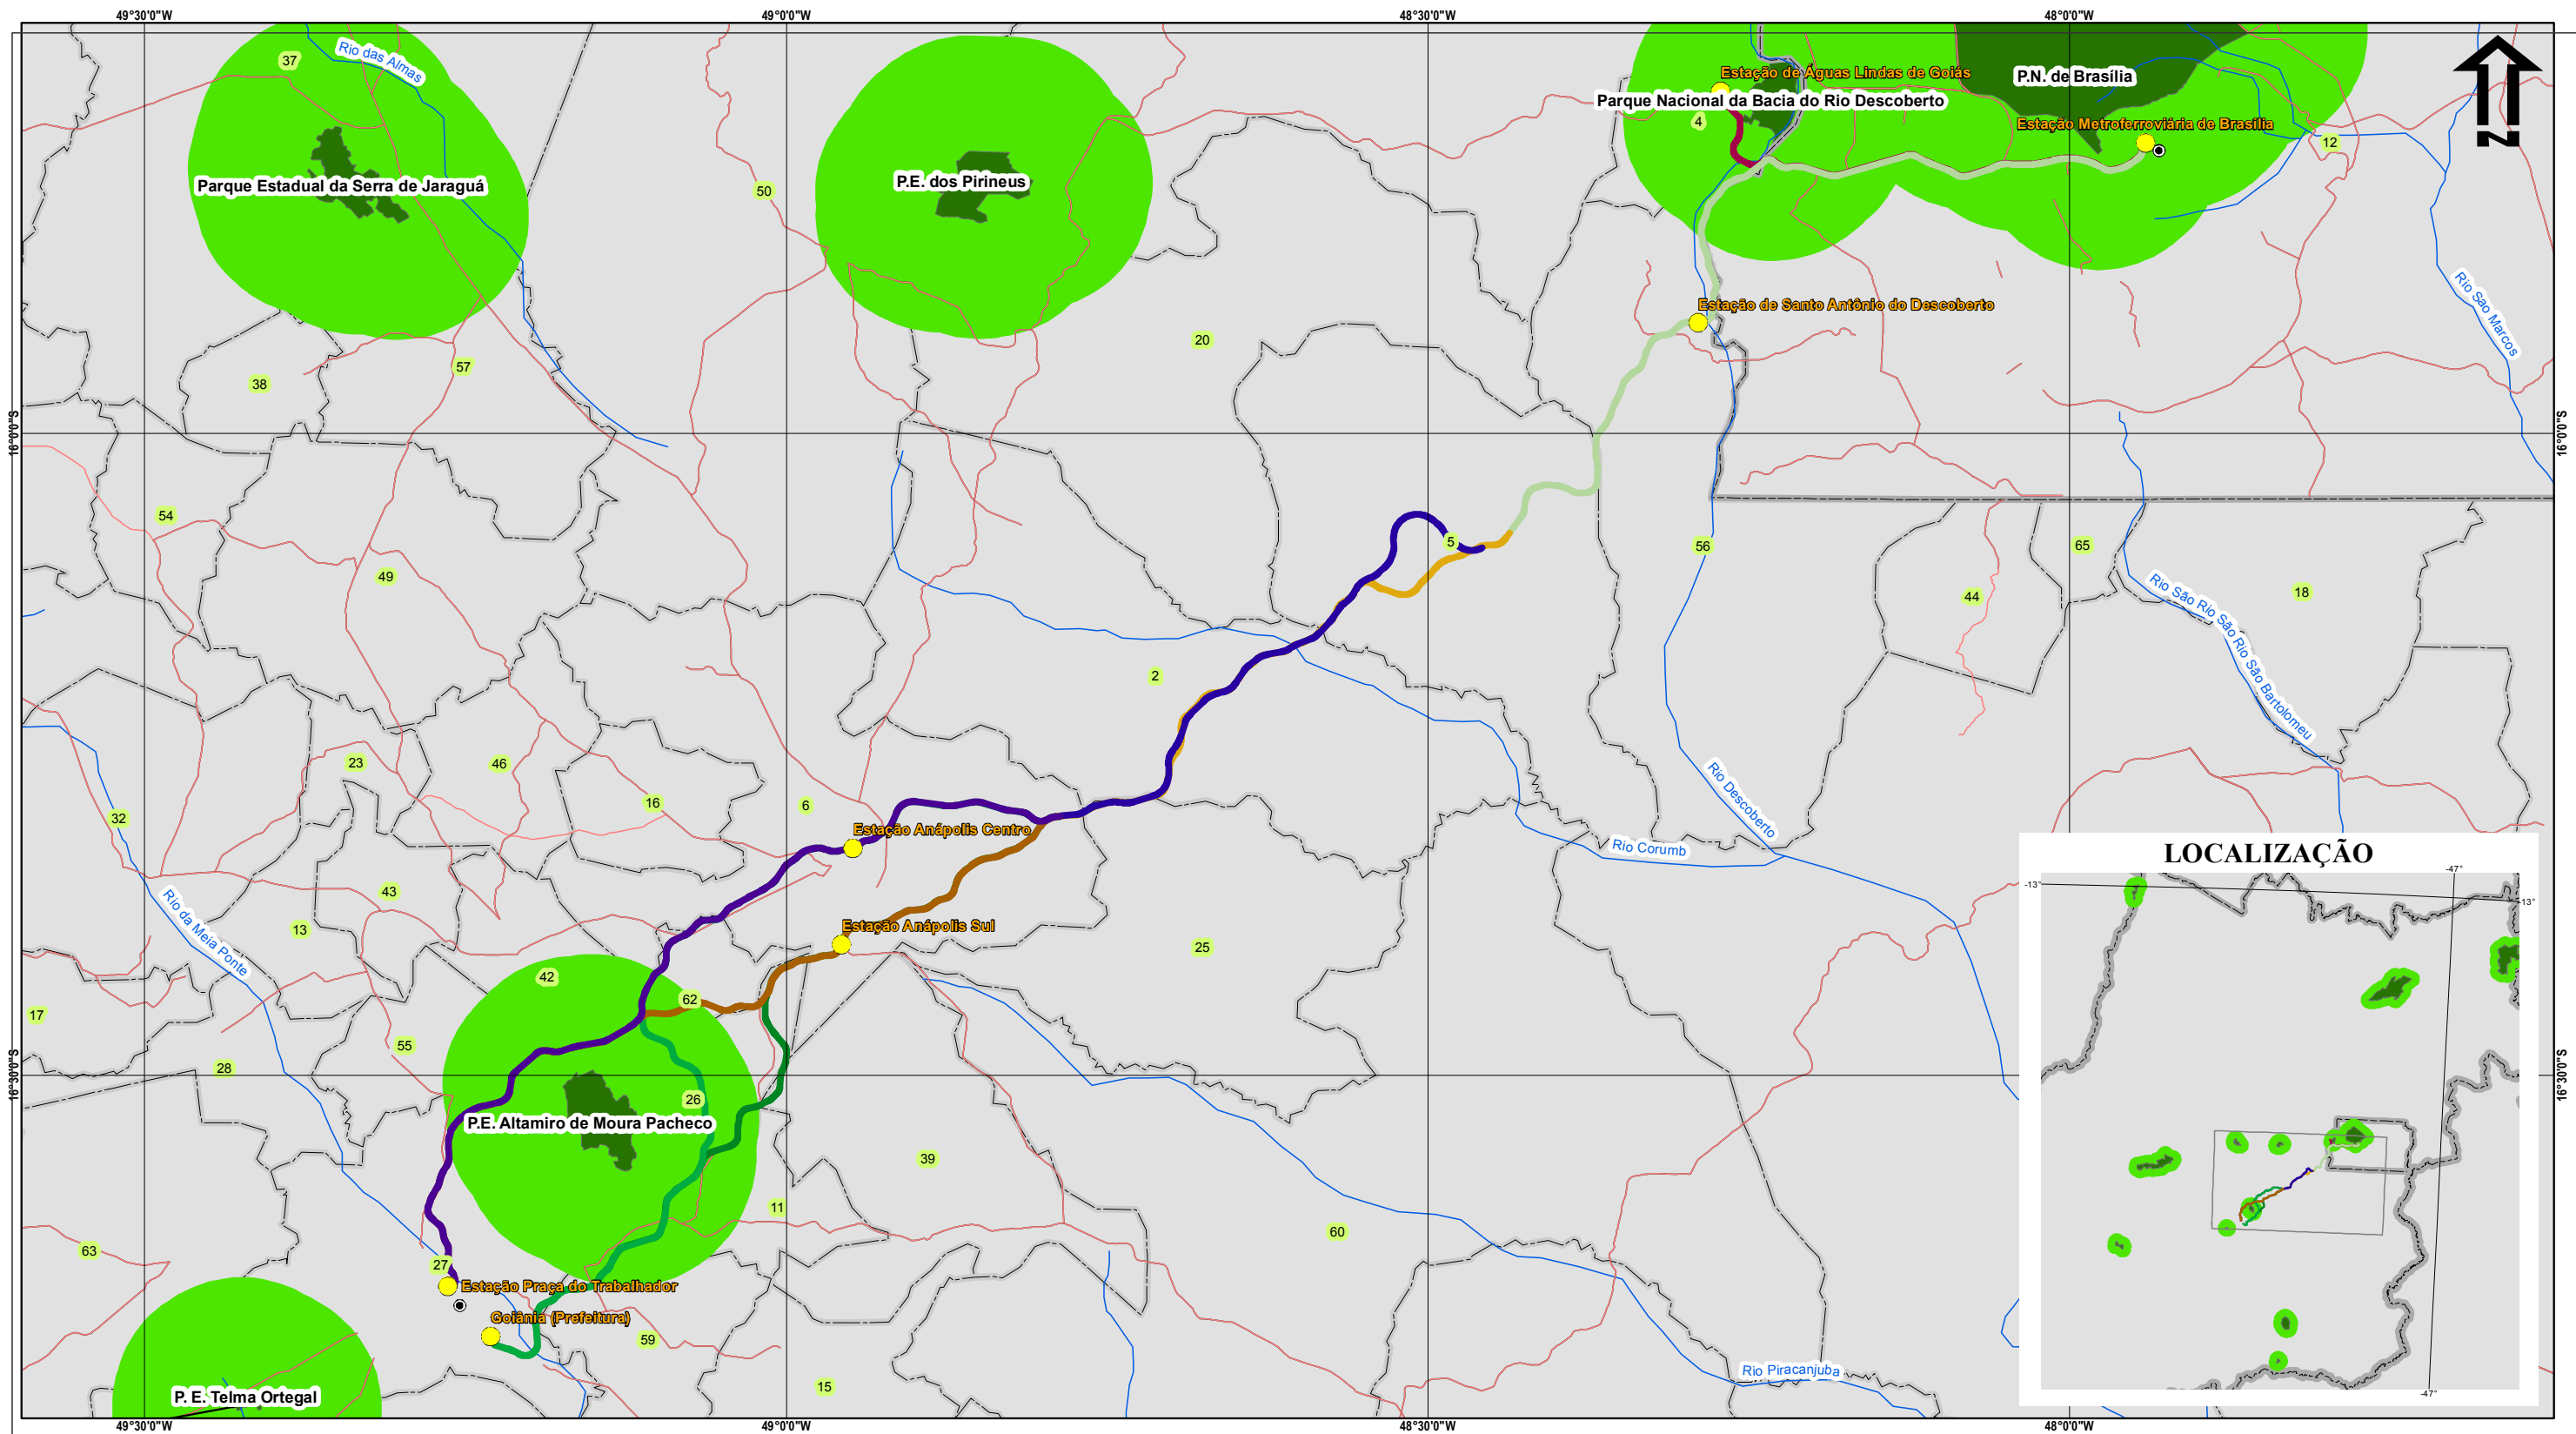 49°30'0"W
49°0'0"W
48°30'0"W
48°0'0"W
37
Rio das Almas
Estação de Águas Lindas de Goiás
P.N. de Brasília
Parque Nacional da Bacia do Rio Descoberto
4
Estação Metroferroviária de Brasília
12
N
Parque Estadual da Serra de Jaraguá
50
P.E. dos Pirineus
Rio Sao Marcos
Estação de Santo Antônio do Descoberto
20
57
38
16°0'0"S
16°0'0"S
54
5
56
65
49
44
18
Rio São Rio São Rio São Bartolomeu
2
23
46
16
6
32
Rio Descoberto
Estação Anápolis Centro
Rio Corumb
LOCALIZAÇÃO
-47°
-13°
-13°
43
13
Rio da Meia Ponte
Estação Anápolis Sul
25
42
62
17
55
28
16°30'0"S
16°30'0"S
26
P.E. Altamiro de Moura Pacheco
39
11
60
63
27
Estação Praça do Trabalhador
Goiânia (Prefeitura)
59
Rio Piracanjuba
15
P. E. Telma Ortegal
-47°
49°30'0"W
49°0'0"W
48°30'0"W
48°0'0"W